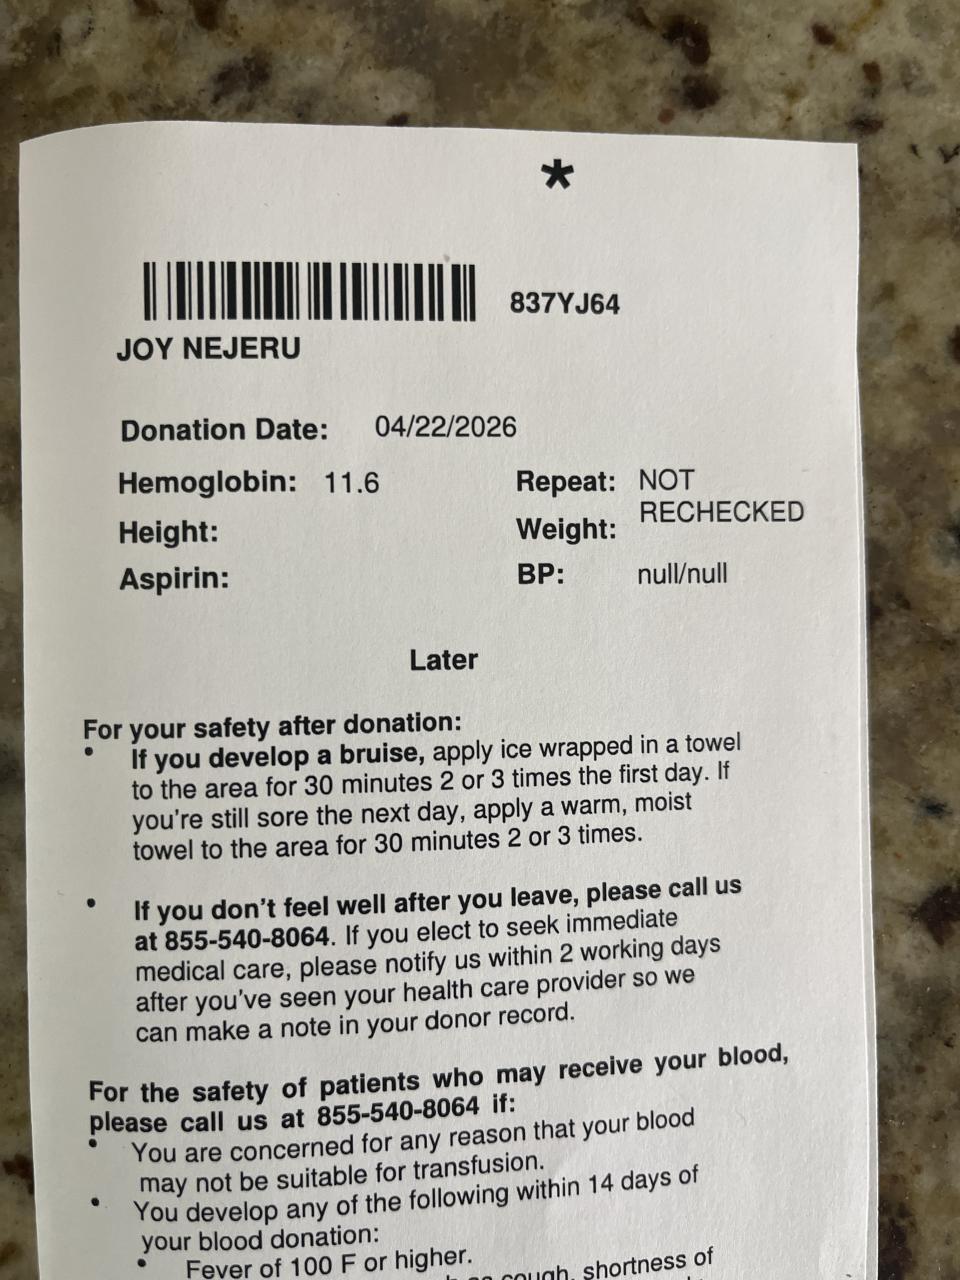 *
837YJ64
JOY NEJERU
Donation Date: 04/22/2026
Hemoglobin: 11.6 Repeat: NOT
RECHECKED
Height: Weight:
Aspirin: BP: null/null
Later
For your safety after donation:
• If you develop a bruise, apply ice wrapped in a towel
to the area for 30 minutes 2 or 3 times the first day. If
you're still sore the next day, apply a warm, moist
towel to the area for 30 minutes 2 or 3 times.
• If you don't feel well after you leave, please call us
at 855-540-8064. If you elect to seek immediate
medical care, please notify us within 2 working days
after you've seen your health care provider so we
can make a note in your donor record.
For the safety of patients who may receive your blood,
please call us at 855-540-8064 if:
• You are concerned for any reason that your blood
may not be suitable for transfusion.
• You develop any of the following within 14 days of
your blood donation:
• Fever of 100 F or higher.
cough, shortness of